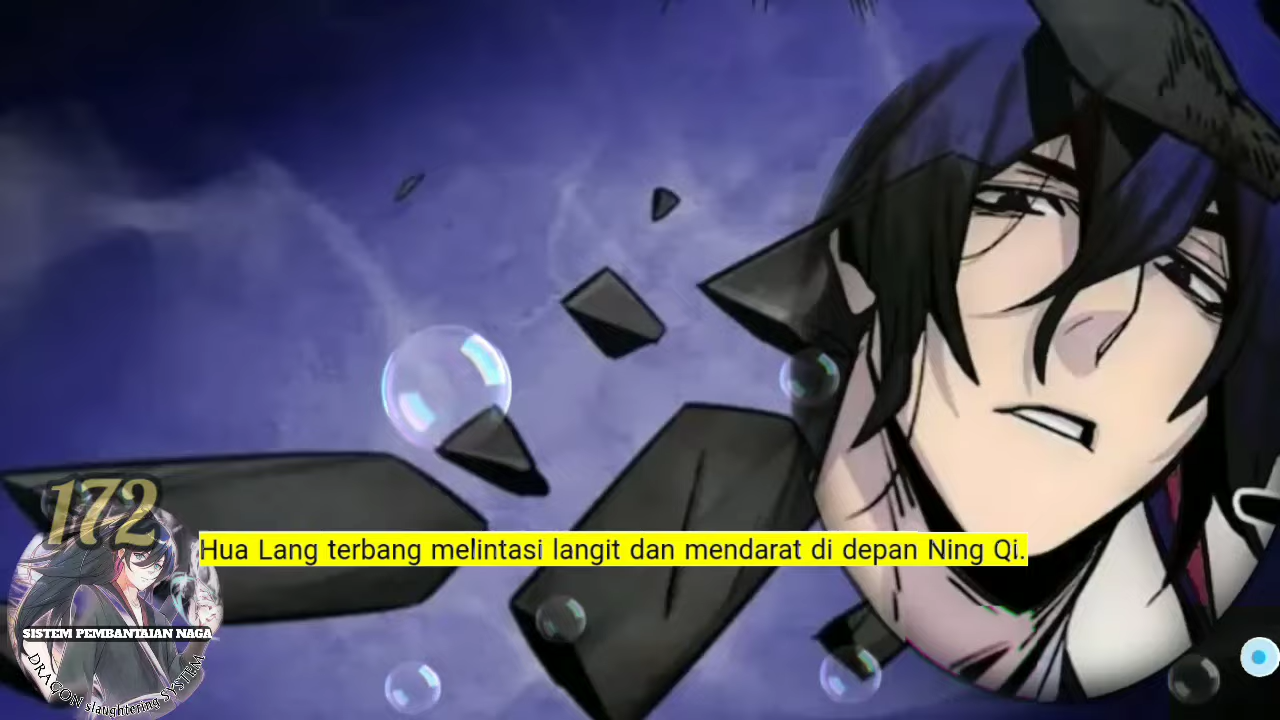 172
Hua Lang terbang melintasi langit dan mendarat di depan Ning Qi.
SISTEM PEMBANTAIAN NAGA
DRAGON slaughtering SYSTEM